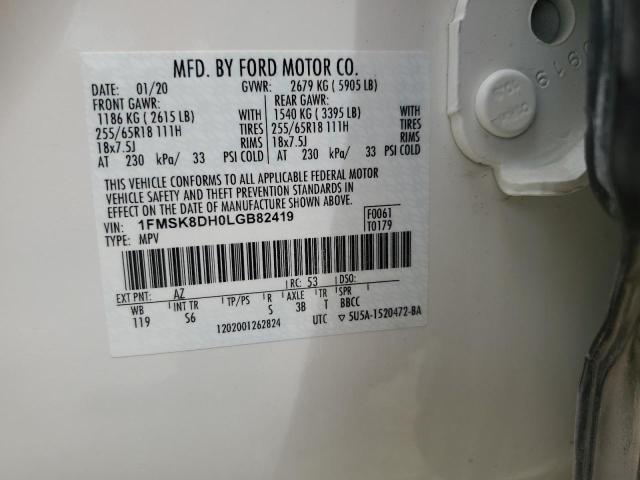 MFD. BY FORD MOTOR CO.
DATE: 01/20 GVWR: 2679 KG ( 5905 LB)
FRONT GAWR: REAR GAWR:
1186 KG ( 2615 LB) WITH 1540 KG ( 3395 LB) WITH
255/65R18 111H TIRES 255/65R18 111H TIRES
18x7.5J RIMS 18x7.5J RIMS
AT 230 kPa/ 33 PSI COLD AT 230 kPa/ 33 PSI COLD
THIS VEHICLE CONFORMS TO ALL APPLICABLE FEDERAL MOTOR
VEHICLE SAFETY AND THEFT PREVENTION STANDARDS IN
EFFECT ON THE DATE OF MANUFACTURE SHOWN ABOVE.
VIN: 1FMSK8DH0LGB82419 F0061
TYPE: MPV T0179
EXT PNT: AZ RC: 53 DSO:
WB INT TR TP/PS R AXLE TR SPR
119 S6 S 3B T BBCC
1202001262824 UTC ▽ 5U5A-1520472-BA